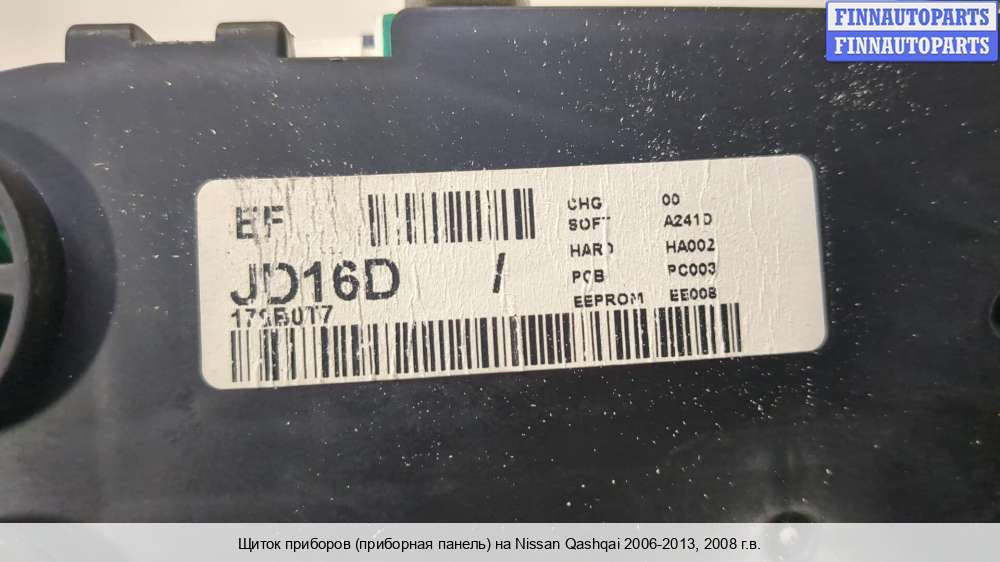 FINNAUTOPARTS
FINNAUTOPARTS
EF
CHG 00
SOFT A241D
HARD HA002
JD16D /
PCB PC003
EEPROM EE008
Щиток приборов (приборная панель) на Nissan Qashqai 2006-2013, 2008 г.в.